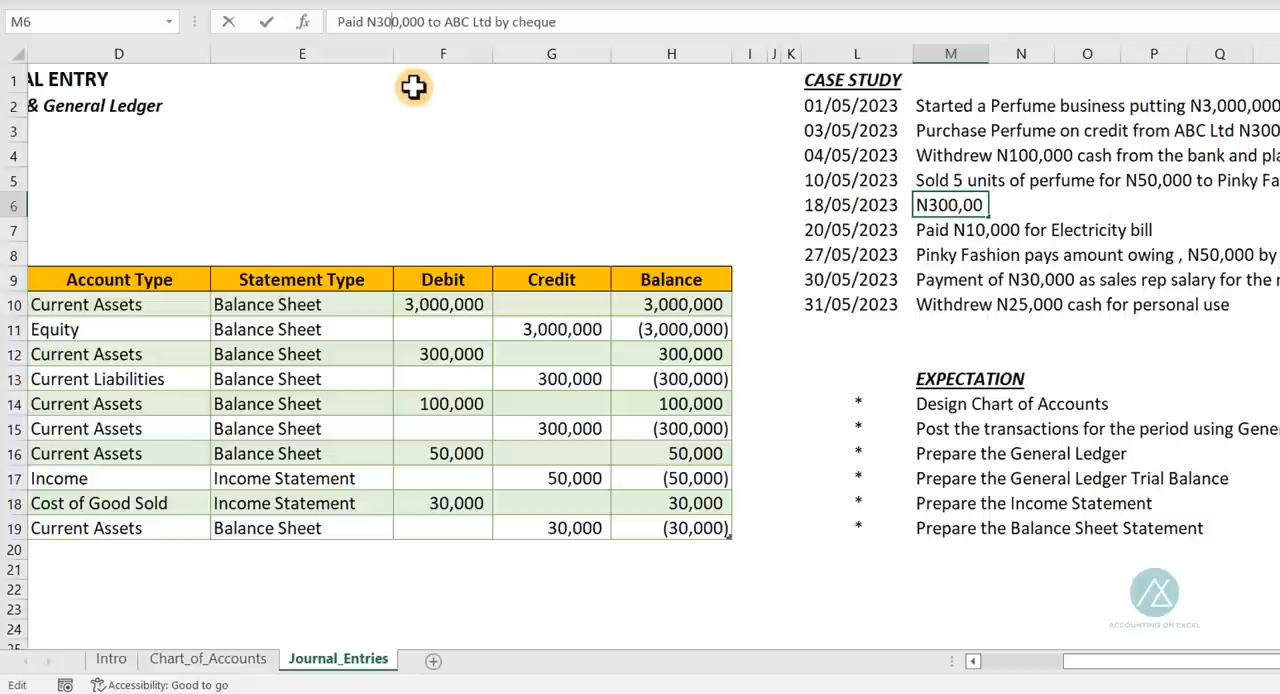 M6
fx
Paid N300,000 to ABC Ltd by cheque
D E F G H I J K L M N O P Q
1 AL ENTRY CASE STUDY
2 & General Ledger 01/05/2023 Started a Perfume business putting N3,000,000
3 03/05/2023 Purchase Perfume on credit from ABC Ltd N300
4 04/05/2023 Withdrew N100,000 cash from the bank and pla
5 10/05/2023 Sold 5 units of perfume for N50,000 to Pinky Fa
6 18/05/2023 N300,00
7 20/05/2023 Paid N10,000 for Electricity bill
8 27/05/2023 Pinky Fashion pays amount owing , N50,000 by
9 Account Type Statement Type Debit Credit Balance 30/05/2023 Payment of N30,000 as sales rep salary for the
10 Current Assets Balance Sheet 3,000,000 3,000,000 31/05/2023 Withdrew N25,000 cash for personal use
11 Equity Balance Sheet 3,000,000 (3,000,000)
12 Current Assets Balance Sheet 300,000 300,000
13 Current Liabilities Balance Sheet 300,000 (300,000) EXPECTATION
14 Current Assets Balance Sheet 100,000 100,000 * Design Chart of Accounts
15 Current Assets Balance Sheet 300,000 (300,000) * Post the transactions for the period using Gene
16 Current Assets Balance Sheet 50,000 50,000 * Prepare the General Ledger
17 Income Income Statement 50,000 (50,000) * Prepare the General Ledger Trial Balance
18 Cost of Good Sold Income Statement 30,000 30,000 * Prepare the Income Statement
19 Current Assets Balance Sheet 30,000 (30,000) * Prepare the Balance Sheet Statement
20
21
22
23
24
ACCOUNTING ON EXCEL
Intro Chart_of_Accounts Journal_Entries
Edit Accessibility: Good to go